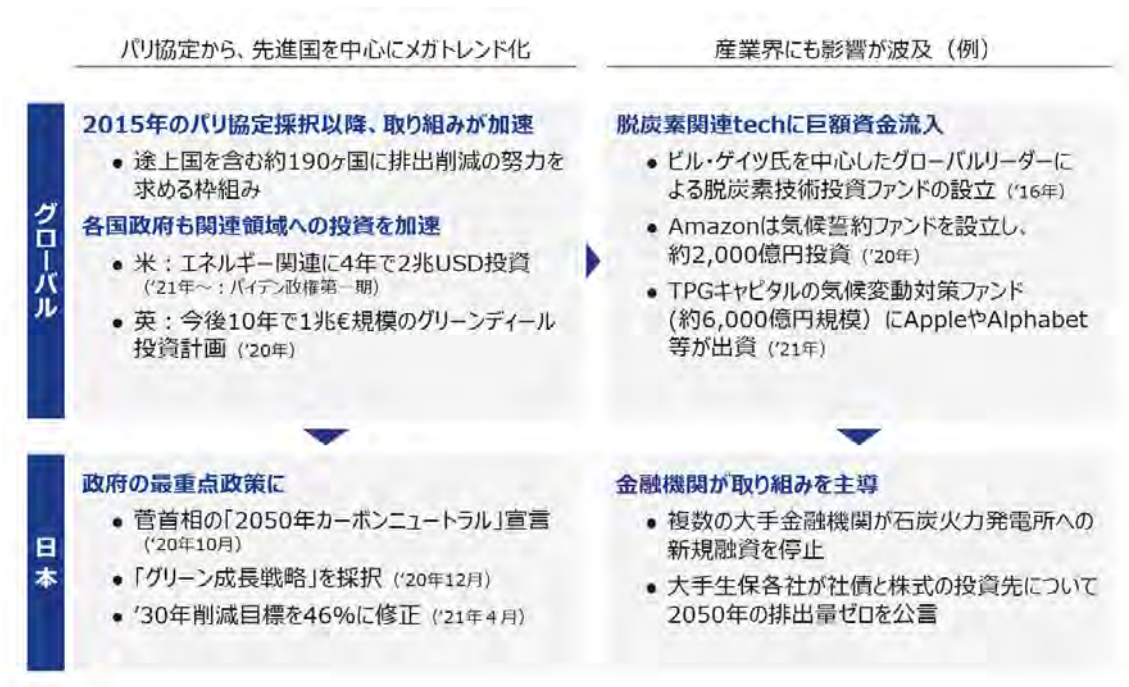 パリ協定から、先進国を中心にメガトレンド化
産業界にも影響が波及（例）
グローバル
2015年のパリ協定採択以降、取り組みが加速
● 途上国を含む約190ヶ国に排出削減の努力を
求める枠組み
各国政府も関連領域への投資を加速
● 米：エネルギー関連に4年で2兆USD投資
（'21年～：バイデン政権第一期）
● 英：今後10年で1兆€規模のグリーンディール
投資計画（'20年）
脱炭素関連techに巨額資金流入
● ビル・ゲイツ氏を中心したグローバルリーダーに
よる脱炭素技術投資ファンドの設立（'16年）
● Amazonは気候誓約ファンドを設立し、
約2,000億円投資（'20年）
● TPGキャピタルの気候変動対策ファンド
(約6,000億円規模）にAppleやAlphabet
等が出資（'21年）
日本
政府の最重点政策に
● 菅首相の「2050年カーボンニュートラル」宣言
（'20年10月）
● 「グリーン成長戦略」を採択（'20年12月）
● '30年削減目標を46%に修正（'21年４月）
金融機関が取り組みを主導
● 複数の大手金融機関が石炭火力発電所への
新規融資を停止
● 大手生保各社が社債と株式の投資先について
2050年の排出量ゼロを公言